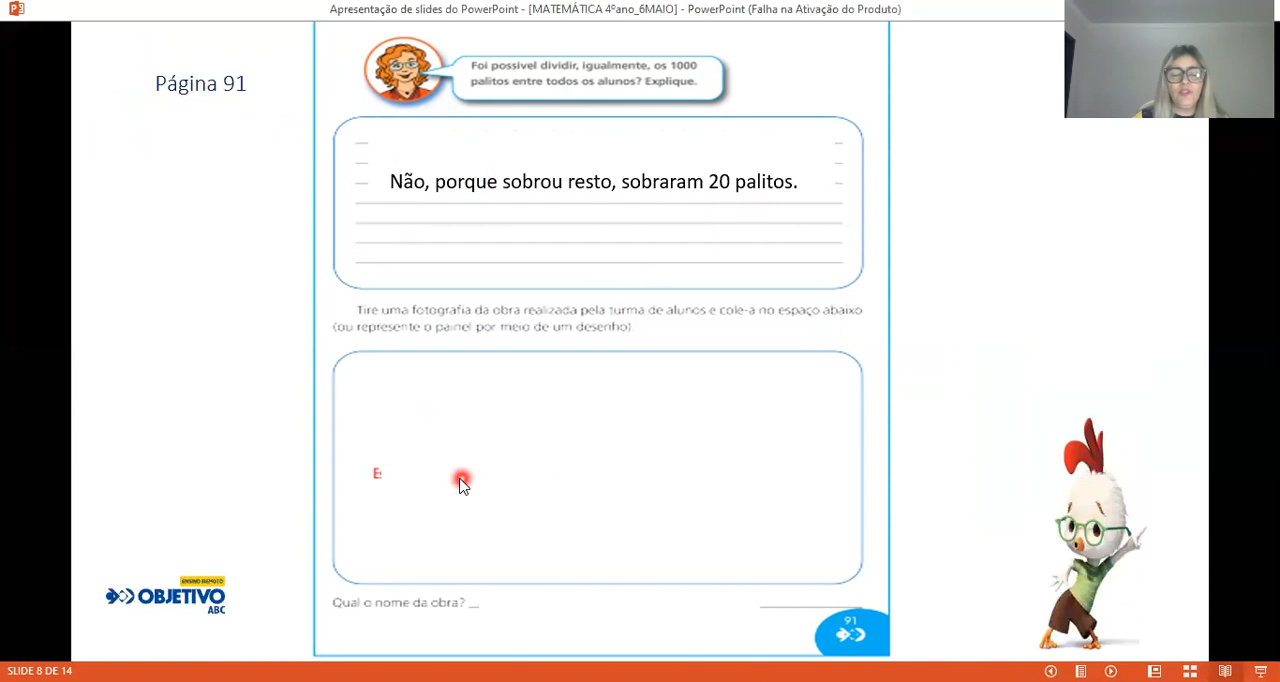 Apresentação de slides do PowerPoint - [MATEMÁTICA 4ºano_6MAIO] - PowerPoint (Falha na Ativação do Produto)
Página 91
Foi possível dividir, igualmente, os 1000
palitos entre todos os alunos? Explique.
Não, porque sobrou resto, sobraram 20 palitos.
Tire uma fotografia da obra realizada pela turma de alunos e cole-a no espaço abaixo
(ou represente o painel por meio de um desenho).
Qual o nome da obra?
91
ENSINO REMOTO
OBJETIVO
ABC
SLIDE 8 DE 14